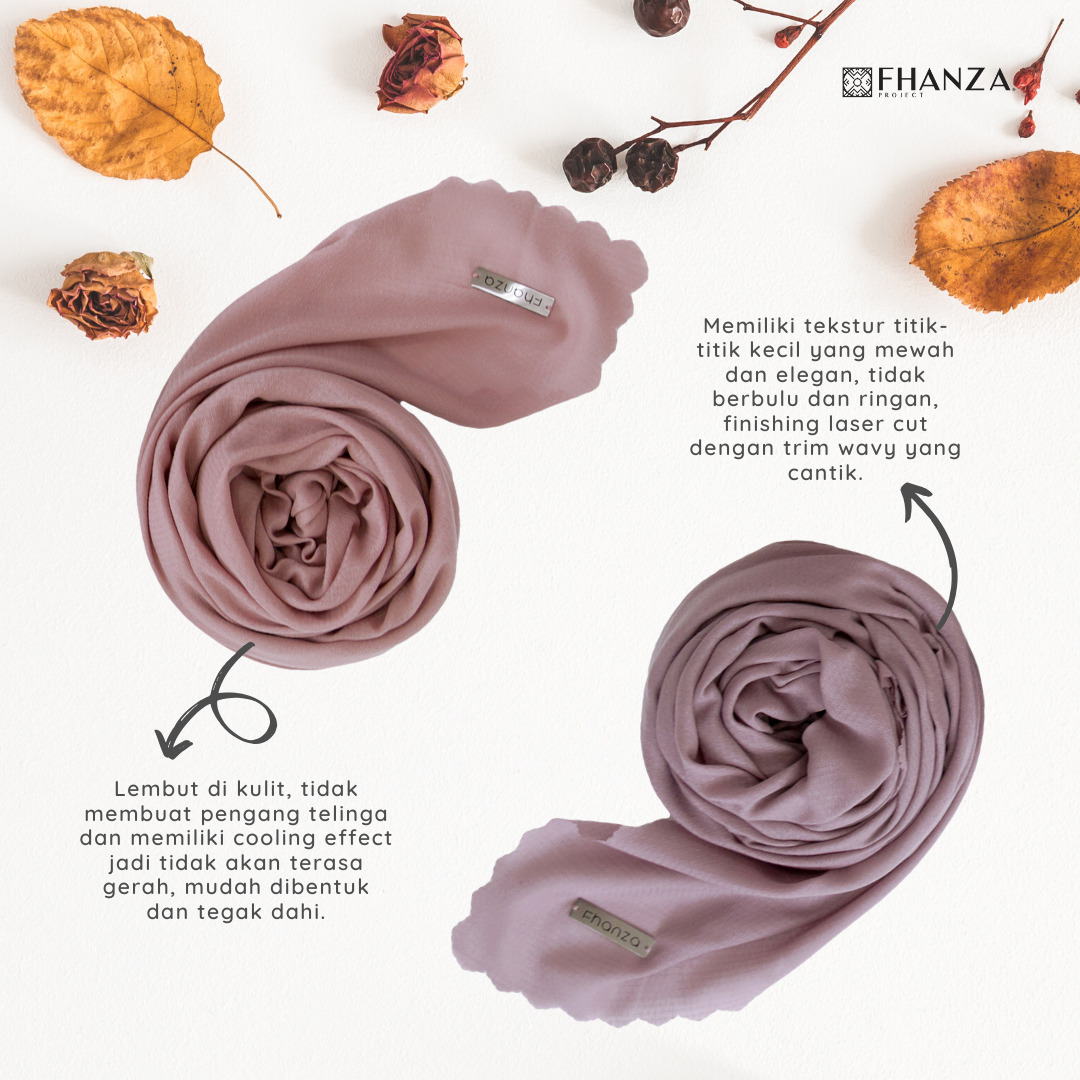 FHANZA
PROJECT
Fhanza
Memiliki tekstur titik-
titik kecil yang mewah
dan elegan, tidak
berbulu dan ringan,
finishing laser cut
dengan trim wavy yang
cantik.
Lembut di kulit, tidak
membuat pengang telinga
dan memiliki cooling effect
jadi tidak akan terasa
gerah, mudah dibentuk
dan tegak dahi.
Fhanza